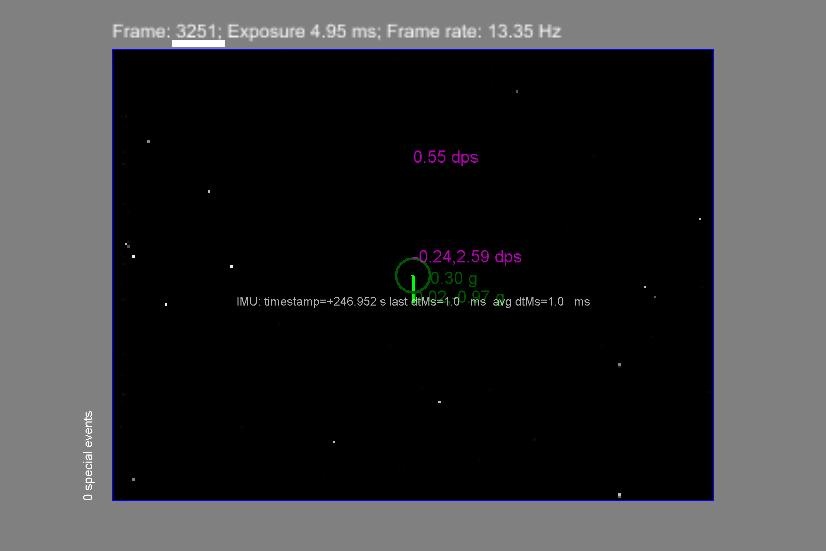 Frame: 3251; Exposure 4.95 ms; Frame rate: 13.35 Hz
0.55 dps
-0.24,2.59 dps
0.30 g
IMU: timestamp=+246.952 s last dtMs=1.0 ms avg dtMs=1.0 ms
0 special events